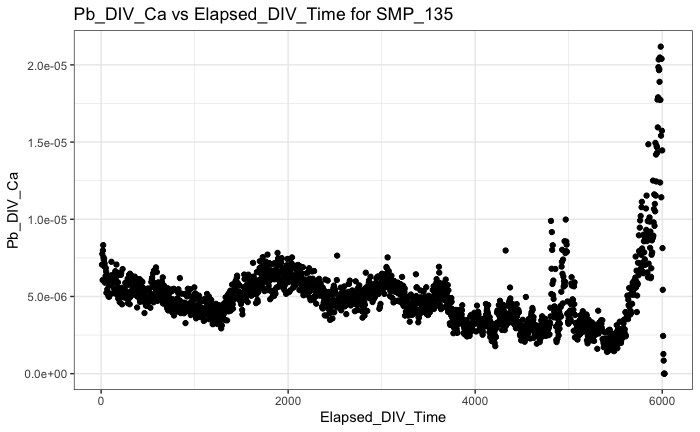 Pb_DIV_Ca vs Elapsed_DIV_Time for SMP_135
2.0e-05
1.5e-05
1.0e-05
5.0e-06
0.0e+00
Pb_DIV_Ca
0 2000 4000 6000
Elapsed_DIV_Time